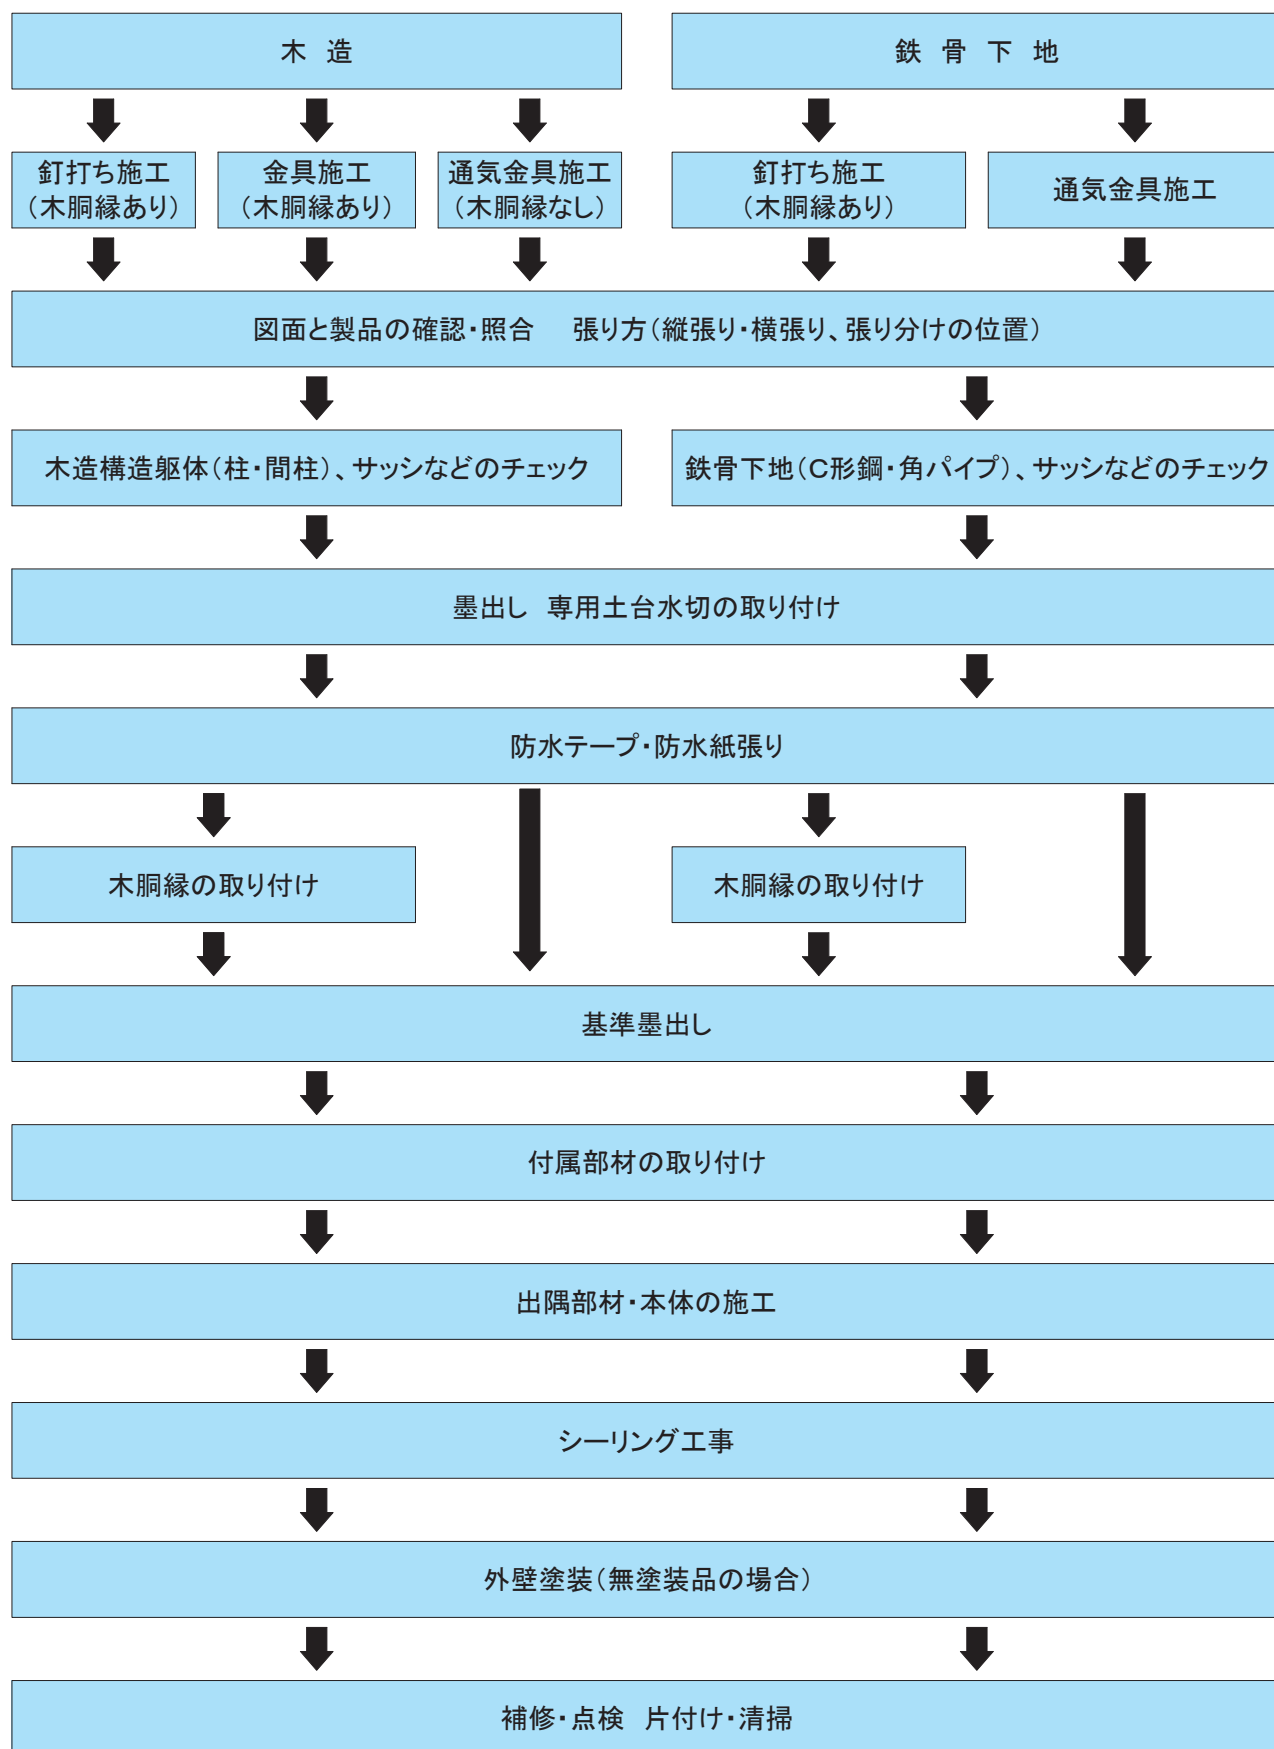 木 造
鉄 骨 下 地
釘打ち施工
(木胴縁あり)
金具施工
(木胴縁あり)
通気金具施工
(木胴縁なし)
釘打ち施工
(木胴縁あり)
通気金具施工
図面と製品の確認・照合 張り方(縦張り・横張り、張り分けの位置)
木造構造躯体(柱・間柱)、サッシなどのチェック
鉄骨下地(C形鋼・角パイプ)、サッシなどのチェック
墨出し 専用土台水切の取り付け
防水テープ・防水紙張り
木胴縁の取り付け
木胴縁の取り付け
基準墨出し
付属部材の取り付け
出隅部材・本体の施工
シーリング工事
外壁塗装(無塗装品の場合)
補修・点検 片付け・清掃